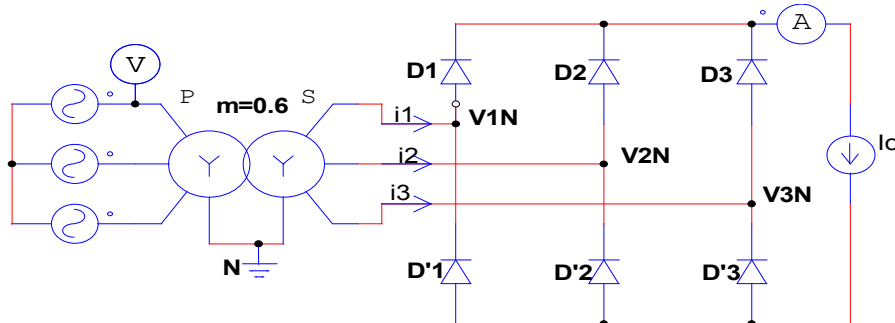 A
V
D1
D2
D3
P
m=0.6
S
i1
V1N
i2
V2N
Ic
i3
V3N
N
D'1
D'2
D'3
Y
Y